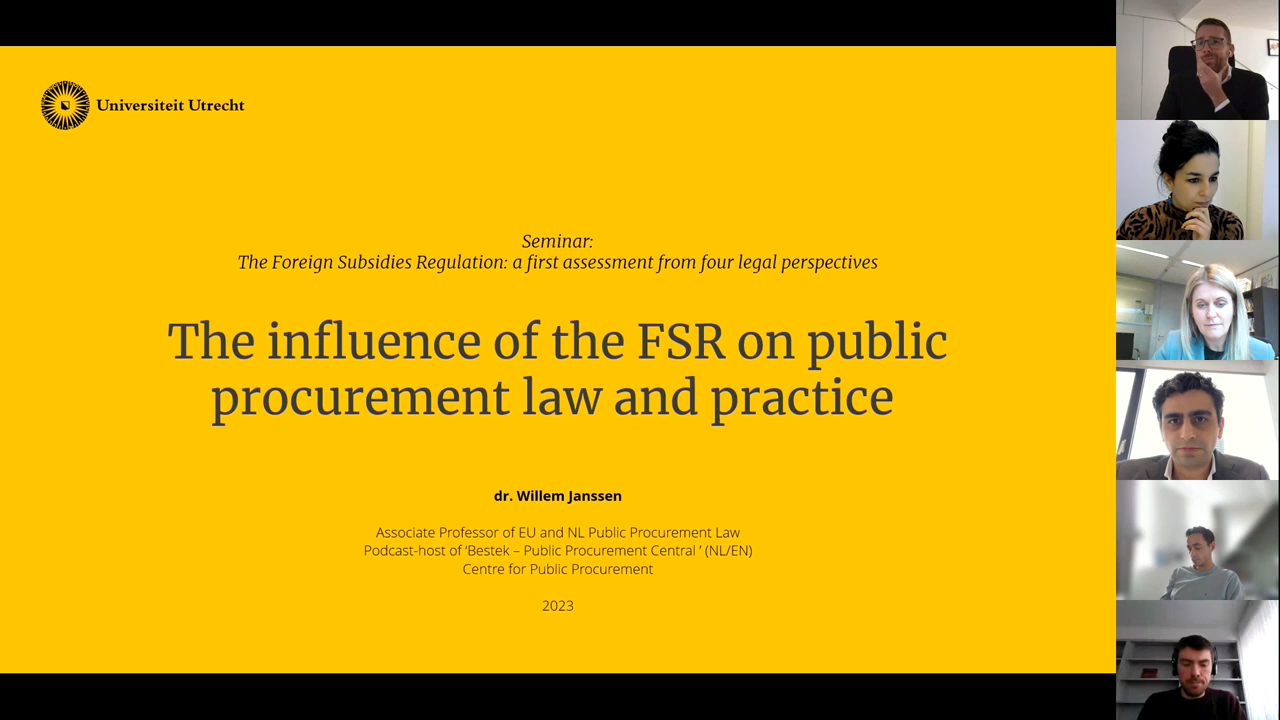 Universiteit Utrecht
Seminar:
The Foreign Subsidies Regulation: a first assessment from four legal perspectives
The influence of the FSR on public
procurement law and practice
dr. Willem Janssen
Associate Professor of EU and NL Public Procurement Law
Podcast-host of ‘Bestek – Public Procurement Central ’ (NL/EN)
Centre for Public Procurement
2023